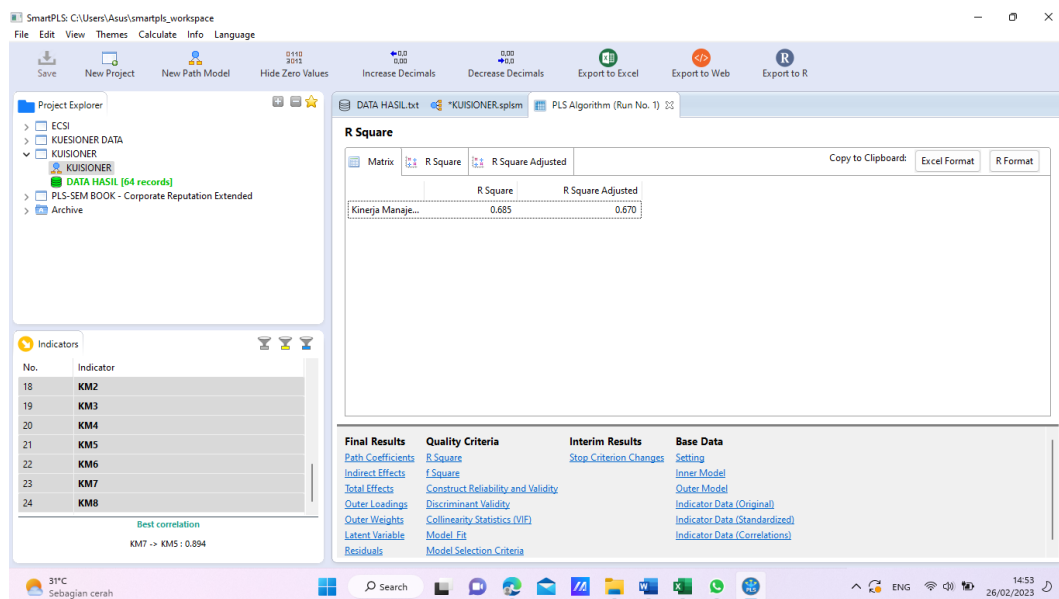 SmartPLS: C:\Users\Asus\smartpls_workspace
File Edit View Themes Calculate Info Language
Save New Project New Path Model Hide Zero Values Increase Decimals Decrease Decimals Export to Excel Export to Web Export to R
Project Explorer
ECSI
KUESIONER DATA
KUISIONER
KUISIONER
DATA HASIL [64 records]
PLS-SEM BOOK - Corporate Reputation Extended
Archive
DATA HASIL.txt *KUISIONER.splsm PLS Algorithm (Run No. 1)
R Square
Matrix R Square R Square Adjusted
Copy to Clipboard: Excel Format R Format
R Square R Square Adjusted
Kinerja Manaje... 0.685 0.670
Indicators
No. Indicator
18 KM2
19 KM3
20 KM4
21 KM5
22 KM6
23 KM7
24 KM8
Best correlation
KM7 -> KM5 : 0.894
Final Results Quality Criteria Interim Results Base Data
Path Coefficients R Square Stop Criterion Changes Setting
Indirect Effects f Square Inner Model
Total Effects Construct Reliability and Validity Outer Model
Outer Loadings Discriminant Validity Indicator Data (Original)
Outer Weights Collinearity Statistics (VIF) Indicator Data (Standardized)
Latent Variable Model Fit Indicator Data (Correlations)
Residuals Model Selection Criteria
31°C
Sebagian cerah
Search
ENG
14:53
26/02/2023